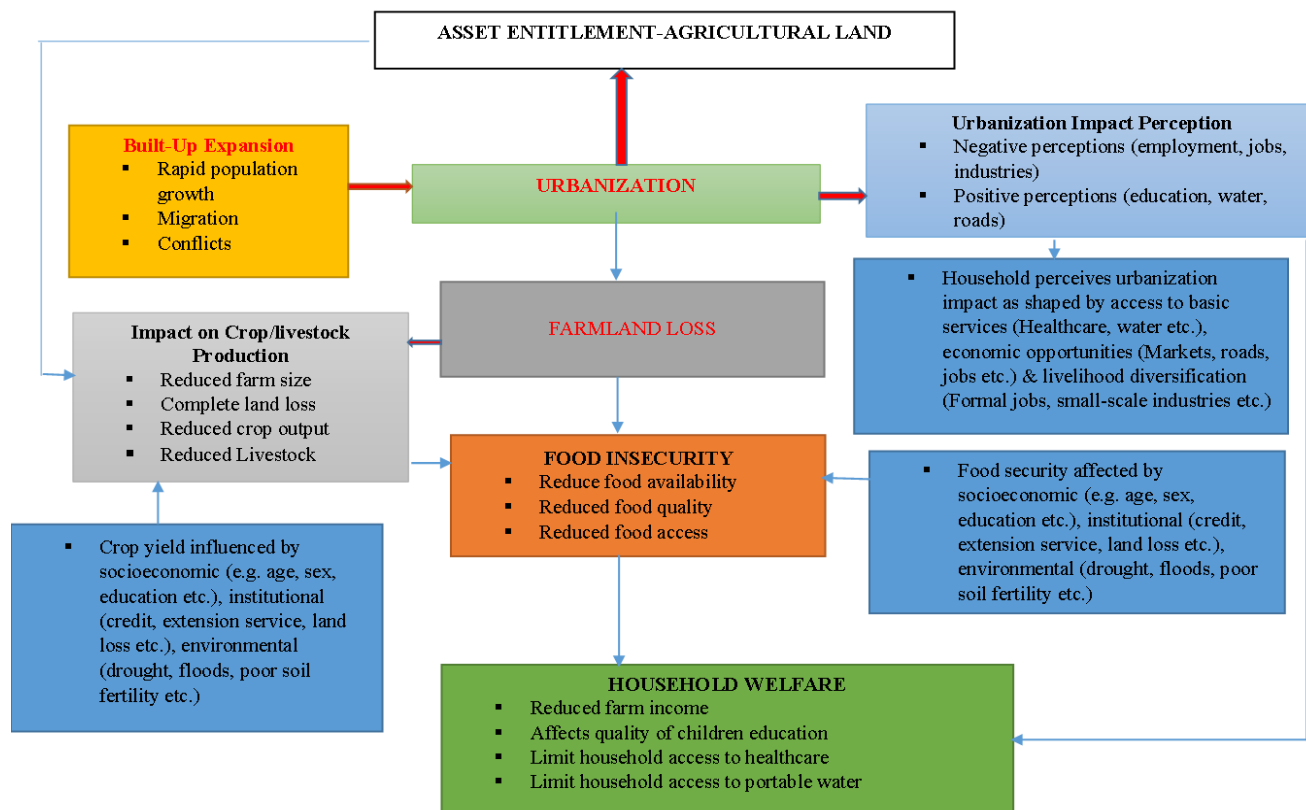 ASSET ENTITLEMENT-AGRICULTURAL LAND
Built-Up Expansion
▪ Rapid population
growth
▪ Migration
▪ Conflicts
URBANIZATION
Urbanization Impact Perception
▪ Negative perceptions (employment, jobs,
industries)
▪ Positive perceptions (education, water,
roads)
▪ Household perceives urbanization
impact as shaped by access to basic
services (Healthcare, water etc.),
economic opportunities (Markets, roads,
jobs etc.) & livelihood diversification
(Formal jobs, small-scale industries etc.)
FARMLAND LOSS
Impact on Crop/livestock
Production
▪ Reduced farm size
▪ Complete land loss
▪ Reduced crop output
▪ Reduced Livestock
FOOD INSECURITY
▪ Reduce food availability
▪ Reduced food quality
▪ Reduced food access
▪ Food security affected by
socioeconomic (e.g. age, sex,
education etc.), institutional (credit,
extension service, land loss etc.),
environmental (drought, floods, poor
soil fertility etc.)
▪ Crop yield influenced by
socioeconomic (e.g. age, sex,
education etc.), institutional
(credit, extension service, land
loss etc.), environmental
(drought, floods, poor soil
fertility etc.)
HOUSEHOLD WELFARE
▪ Reduced farm income
▪ Affects quality of children education
▪ Limit household access to healthcare
▪ Limit household access to portable water